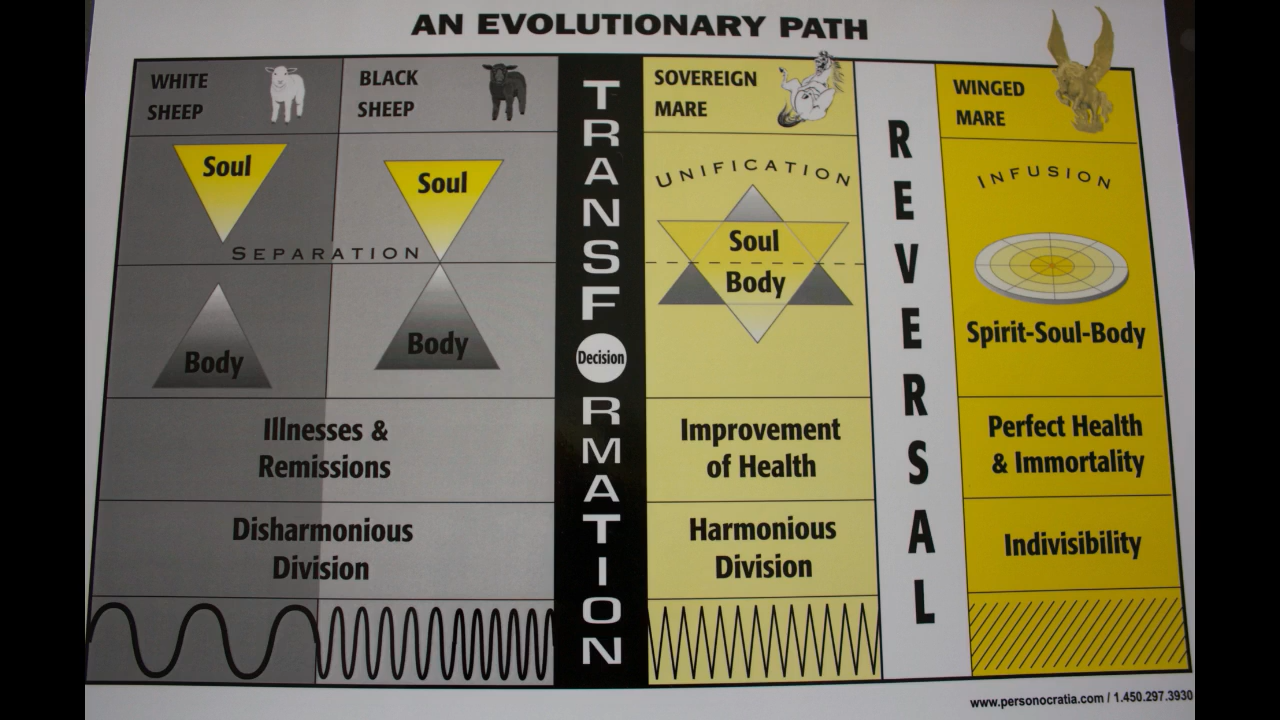 AN EVOLUTIONARY PATH
WHITE
SHEEP
BLACK
SHEEP
TRANSFORMATION
Decision
SOVEREIGN
MARE
REVERSAL
WINGED
MARE
Soul
Soul
SEPARATION
Body
Body
UNIFICATION
Soul
Body
INFUSION
Spirit-Soul-Body
Illnesses &
Remissions
Improvement
of Health
Perfect Health
& Immortality
Disharmonious
Division
Harmonious
Division
Indivisibility
www.personocratia.com / 1.450.297.3930